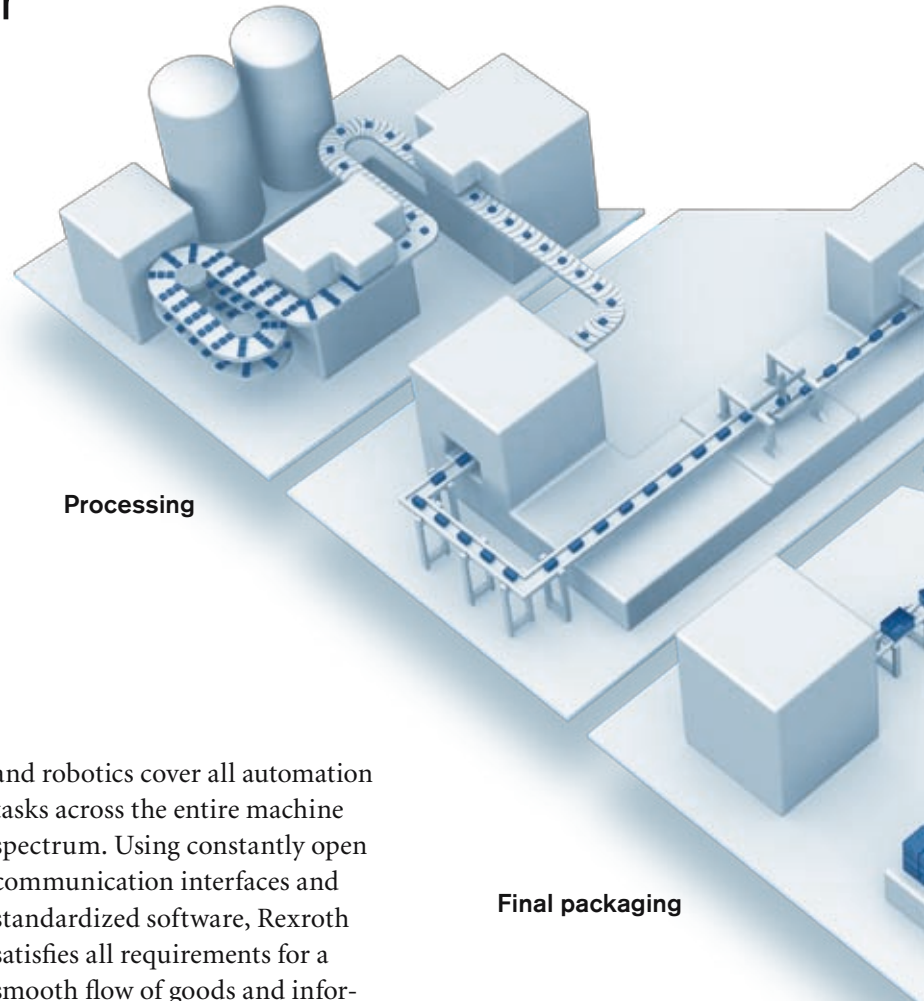 Processing
and robotics cover all automation
tasks across the entire machine
spectrum. Using constantly open
communication interfaces and
standardized software, Rexroth
satisfies all requirements for a
smooth flow of goods and infor-
Final packaging